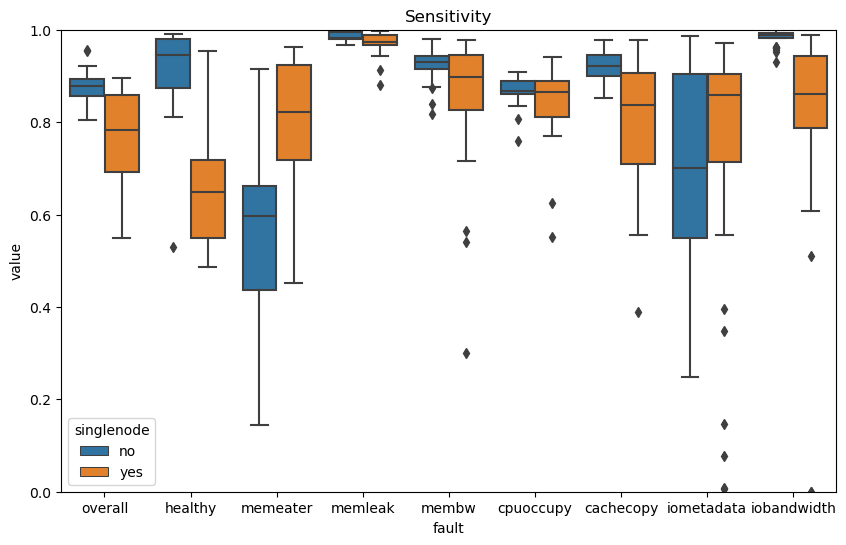 Sensitivity
value
1.0
0.8
0.6
0.4
0.2
0.0
singlenode
no
yes
overall healthy memeater memleak membw cpuoccupy cachecopy iometadata iobandwidth
fault